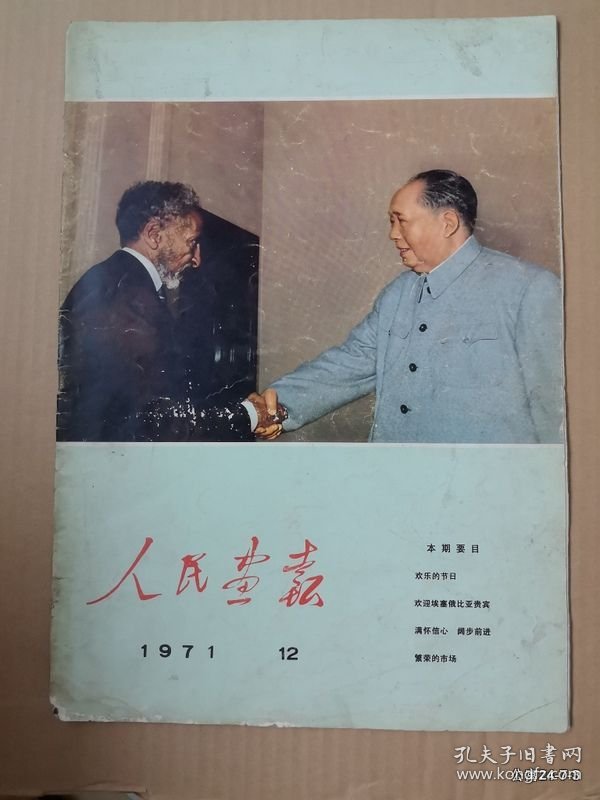 人民画报
1971 12
本期要目
欢乐的节日
欢迎埃塞俄比亚贵宾
满怀信心 阔步前进
繁荣的市场
孔夫子旧書网